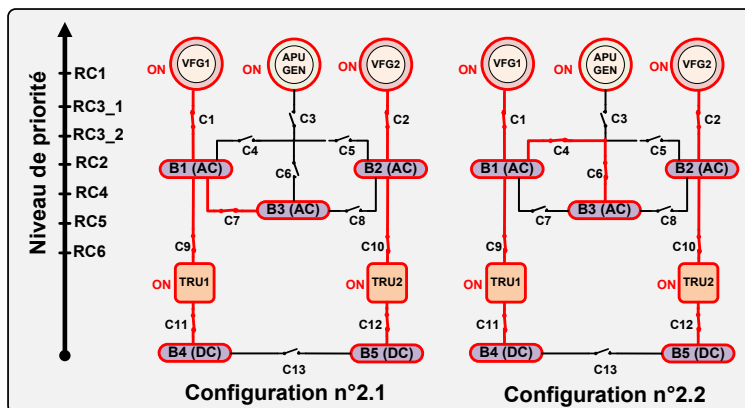 Niveau de priorité
RC1
RC3_1
RC3_2
RC2
RC4
RC5
RC6
ON
VFG1
ON
APU
GEN
ON
VFG2
C1
C3
C2
C4
C5
B1 (AC)
C6
B2 (AC)
B3 (AC)
C7
C8
C9
C10
ON
TRU1
ON
TRU2
C11
C12
B4 (DC)
B5 (DC)
C13
Configuration n°2.1
ON
VFG1
ON
APU
GEN
ON
VFG2
C1
C3
C2
C4
C5
B1 (AC)
C6
B2 (AC)
B3 (AC)
C7
C8
C9
C10
ON
TRU1
ON
TRU2
C11
C12
B4 (DC)
B5 (DC)
C13
Configuration n°2.2